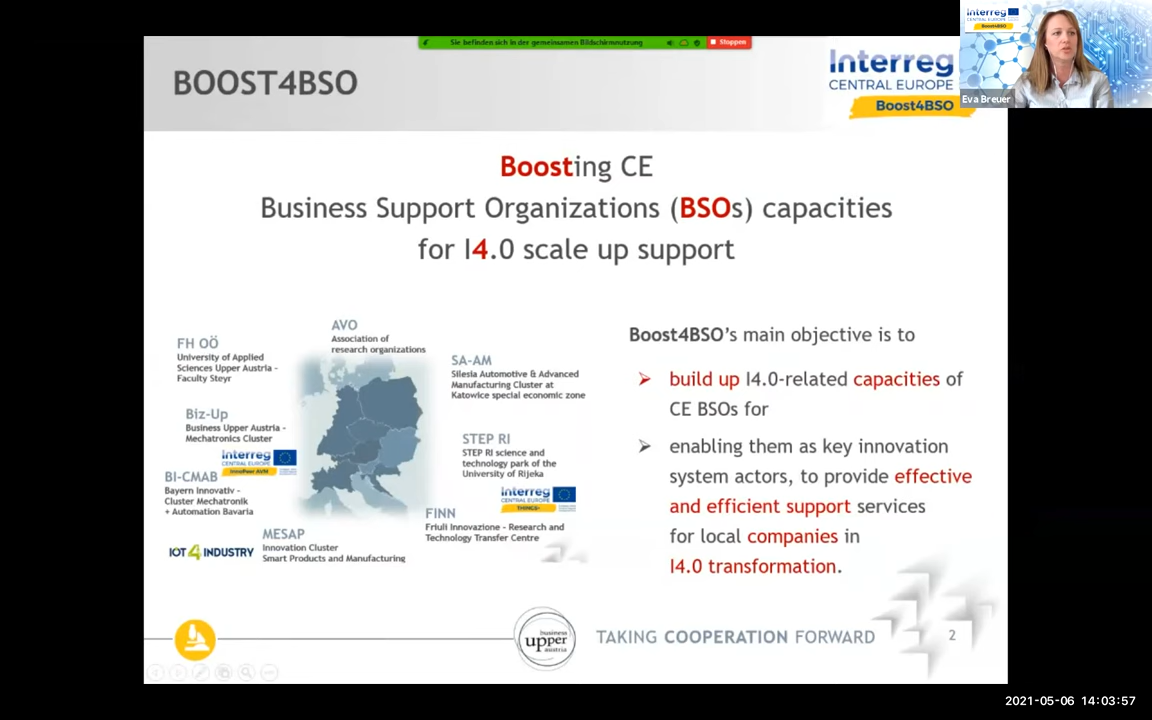 Sie befinden sich in der gemeinsamen Bildschirmnutzung
Stoppen
BOOST4BSO
Interreg
CENTRAL EUROPE
Boost4BSO
Interreg
CENTRAL EUROPE
Boost4BSO
Eva Breuer
Boosting CE
Business Support Organizations (BSOs) capacities
for I4.0 scale up support
AVO
Association of
research organizations
FH OÖ
University of Applied
Sciences Upper Austria -
Faculty Steyr
SA-AM
Silesia Automotive & Advanced
Manufacturing Cluster at
Katowice special economic zone
Biz-Up
Business Upper Austria -
Mechatronics Cluster
Interreg
CENTRAL EUROPE
InnoPeer AVM
STEP RI
STEP RI science and
technology park of the
University of Rijeka
BI-CMAB
Bayern Innovativ -
Cluster Mechatronik
+ Automation Bavaria
Interreg
CENTRAL EUROPE
THINGS+
FINN
Friuli Innovazione - Research and
Technology Transfer Centre
MESAP
Innovation Cluster
Smart Products and Manufacturing
IOT4INDUSTRY
Boost4BSO's main objective is to
build up I4.0-related capacities of
CE BSOs for
enabling them as key innovation
system actors, to provide effective
and efficient support services
for local companies in
I4.0 transformation.
business
upper
austria
TAKING COOPERATION FORWARD
2
2021-05-06 14:03:57